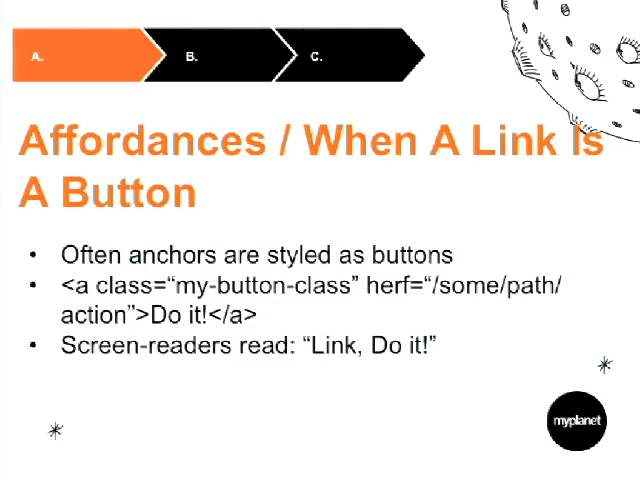 A.
B.
C.
Affordances / When A Link Is
A Button
• Often anchors are styled as buttons
• <a class=“my-button-class” herf=“/some/path/
action”>Do it!</a>
• Screen-readers read: “Link, Do it!”
myplanet